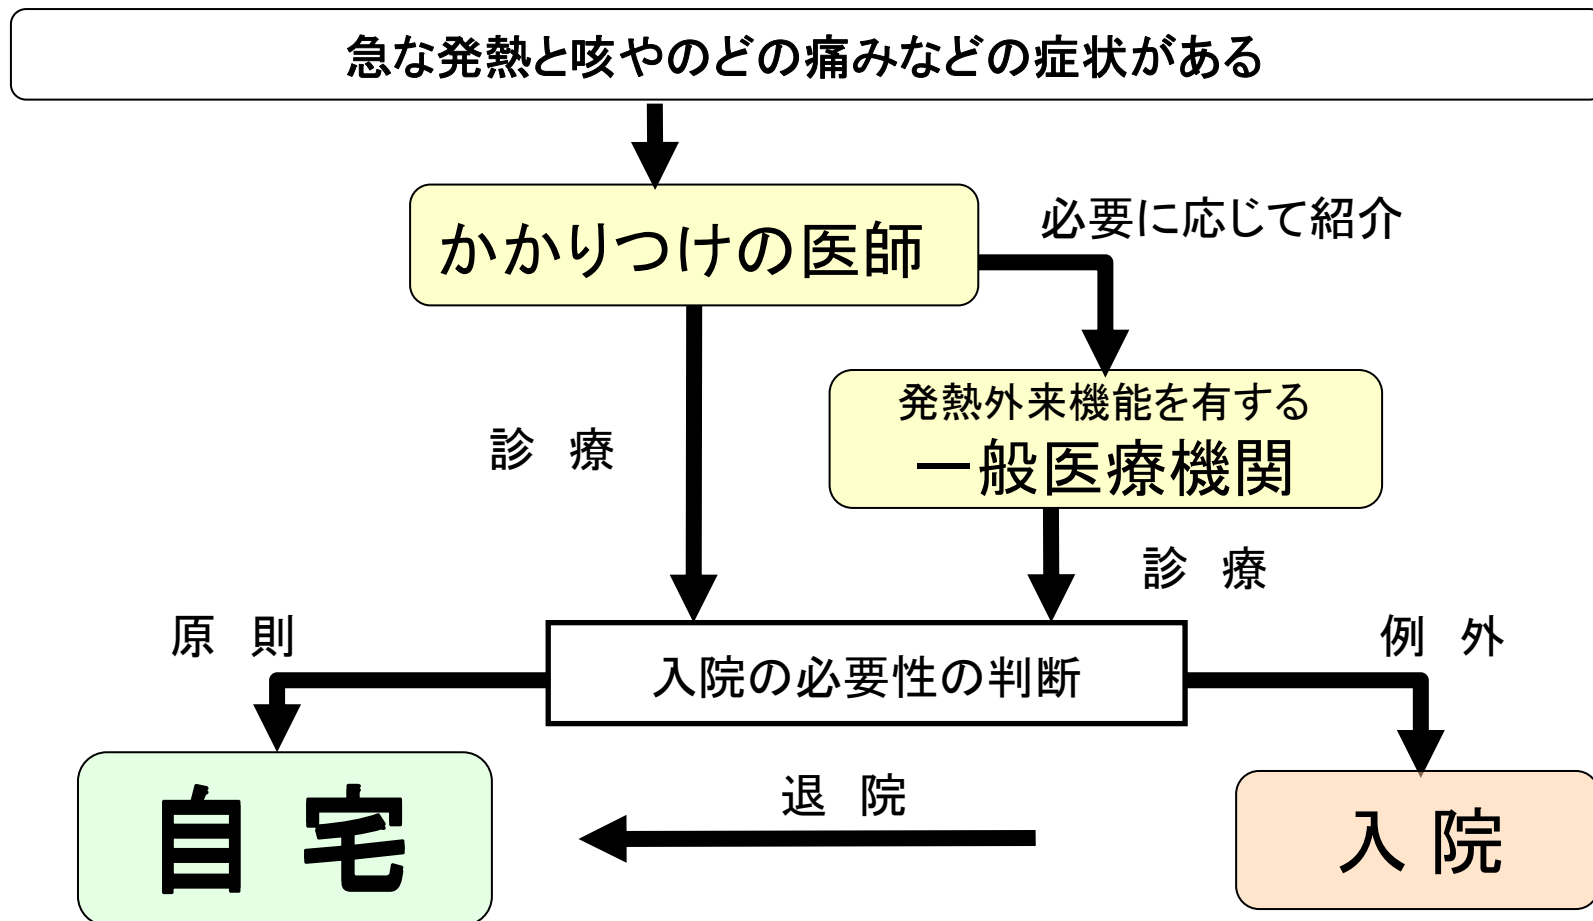 急な発熱と咳やのどの痛みなどの症状がある
かかりつけの医師
必要に応じて紹介
発熱外来機能を有する
一般医療機関
診　療
診　療
原　則
入院の必要性の判断
例　外
自　宅
退　院
入　院